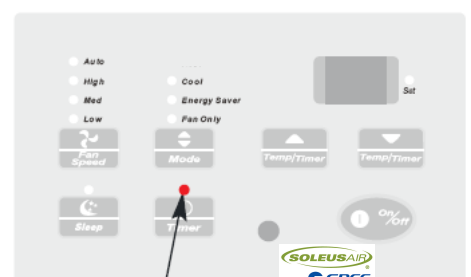 Auto
High
Med
Low
Cool
Energy Saver
Fan Only
Set
Fan
Speed
Mode
Temp/Timer
Temp/Timer
Sleep
Timer
On/Off
SOLEUSAIR
GREE